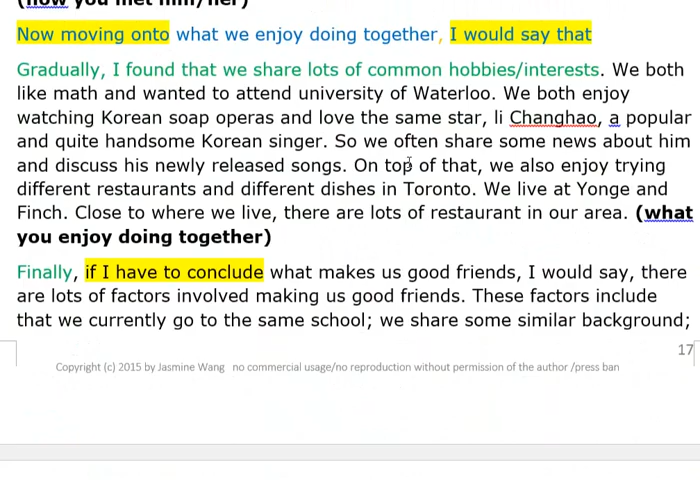 (how you met him/her)
Now moving onto what we enjoy doing together, I would say that
Gradually, I found that we share lots of common hobbies/interests. We both
like math and wanted to attend university of Waterloo. We both enjoy
watching Korean soap operas and love the same star, li Changhao, a popular
and quite handsome Korean singer. So we often share some news about him
and discuss his newly released songs. On top of that, we also enjoy trying
different restaurants and different dishes in Toronto. We live at Yonge and
Finch. Close to where we live, there are lots of restaurant in our area. (what
you enjoy doing together)
Finally, if I have to conclude what makes us good friends, I would say, there
are lots of factors involved making us good friends. These factors include
that we currently go to the same school; we share some similar background;
17
Copyright (c) 2015 by Jasmine Wang no commercial usage/no reproduction without permission of the author /press ban